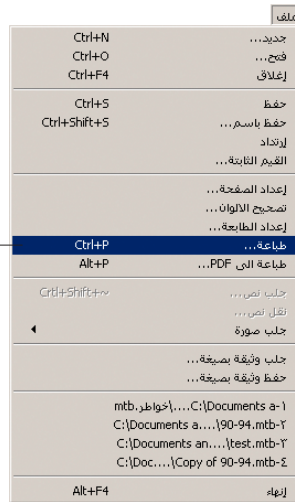 ملف
جديد... Ctrl+N
فتح... Ctrl+O
إغلاق Ctrl+F4
حفظ Ctrl+S
حفظ باسم... Ctrl+Shift+S
إرتداد
القيم الثابتة...
إعداد الصفحة...
تصحيح الالوان...
إعداد الطابعة...
طباعة... Ctrl+P
طباعة الى PDF... Alt+P
جلب نص... Crtl+Shift+~
نقل نص...
جلب صورة
جلب وثيقة بصيغة...
حفظ وثيقة بصيغة...
١-C:\Documents a....\خواطر.mtb
٢-C:\Documents a....\90-94.mtb
٣-C:\Documents an....\test.mtb
٤-C:\Doc....\Copy of 90-94.mtb
إنهاء Alt+F4